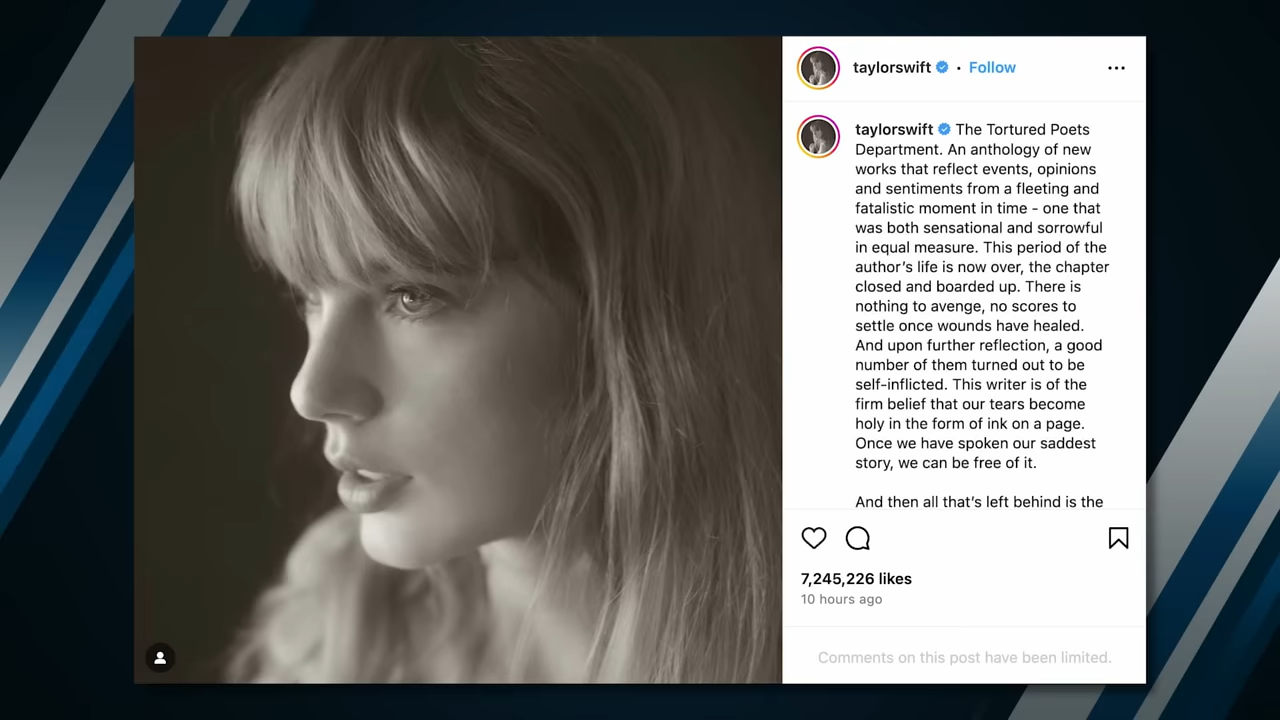 taylorswift • Follow
taylorswift The Tortured Poets
Department. An anthology of new
works that reflect events, opinions
and sentiments from a fleeting and
fatalistic moment in time - one that
was both sensational and sorrowful
in equal measure. This period of the
author’s life is now over, the chapter
closed and boarded up. There is
nothing to avenge, no scores to
settle once wounds have healed.
And upon further reflection, a good
number of them turned out to be
self-inflicted. This writer is of the
firm belief that our tears become
holy in the form of ink on a page.
Once we have spoken our saddest
story, we can be free of it.
And then all that’s left behind is the
7,245,226 likes
10 hours ago
Comments on this post have been limited.